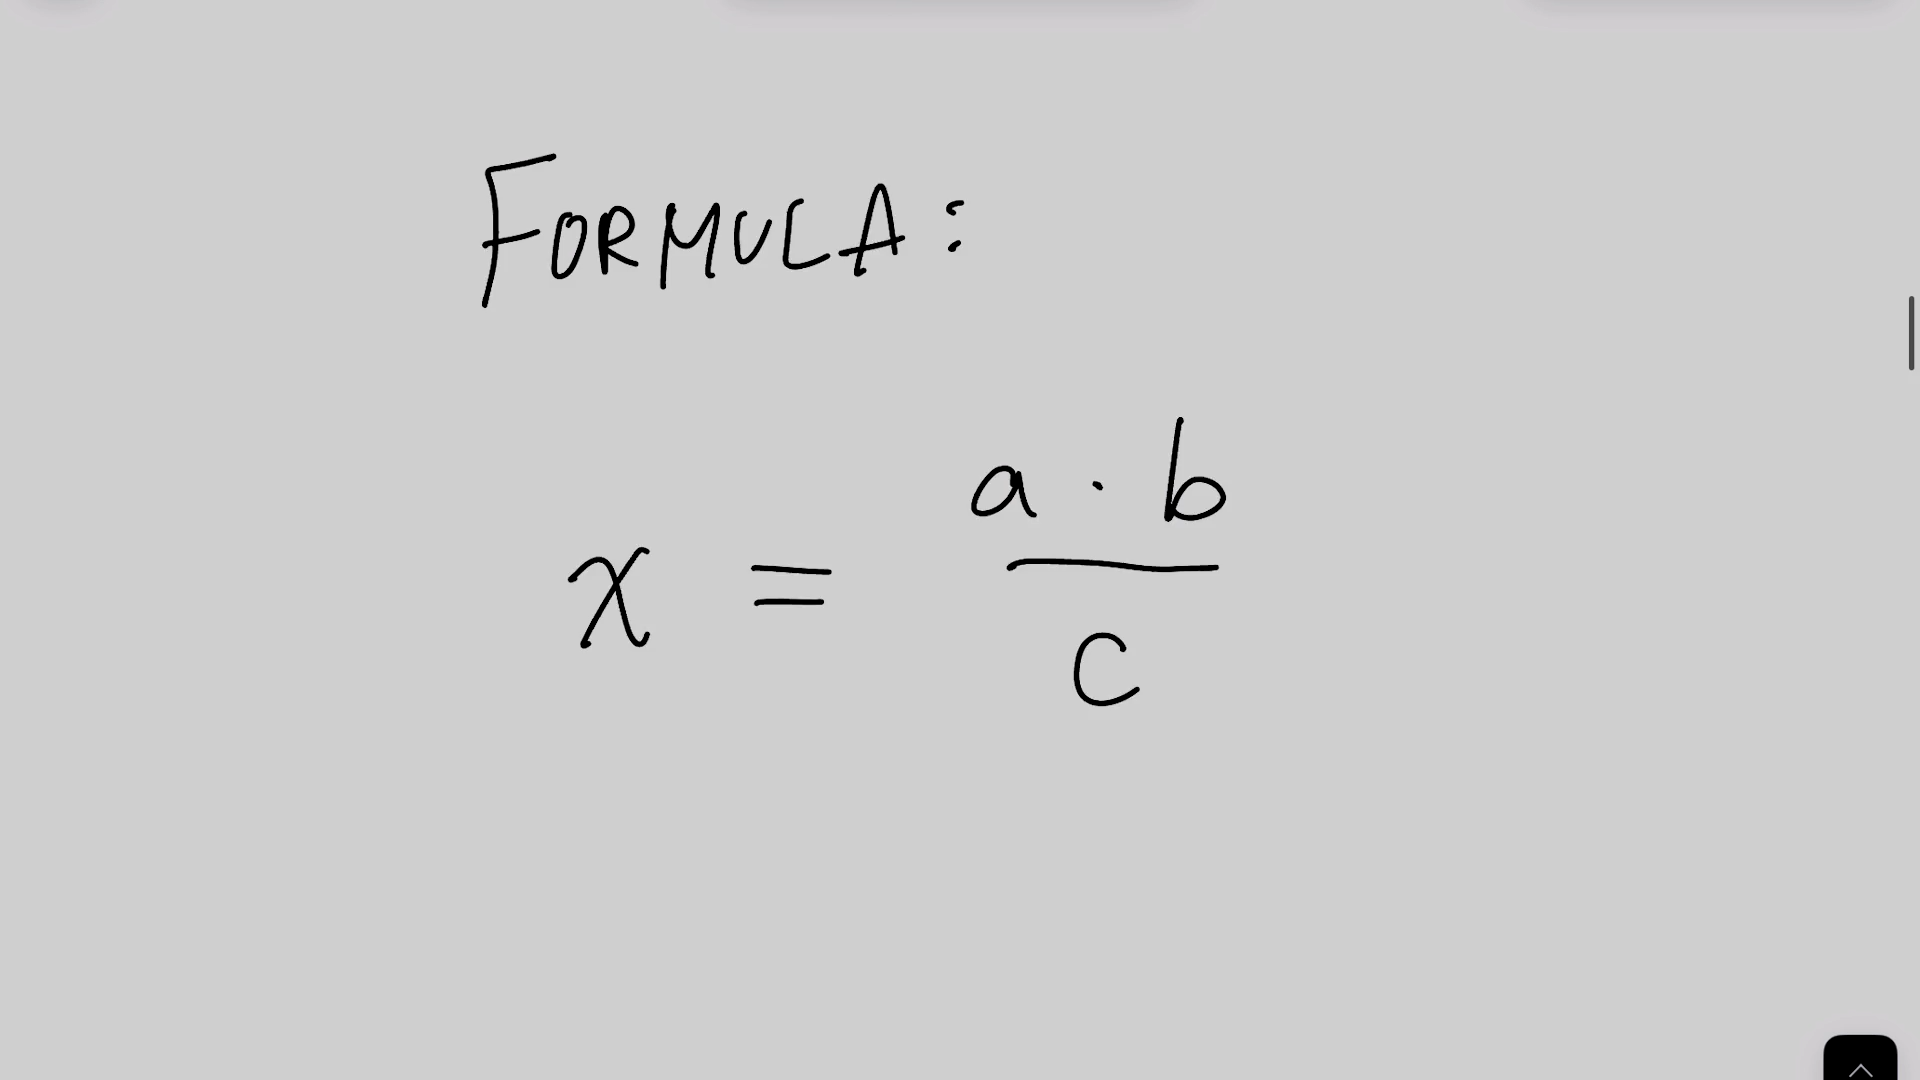 FORMULA:
x = a · b / c